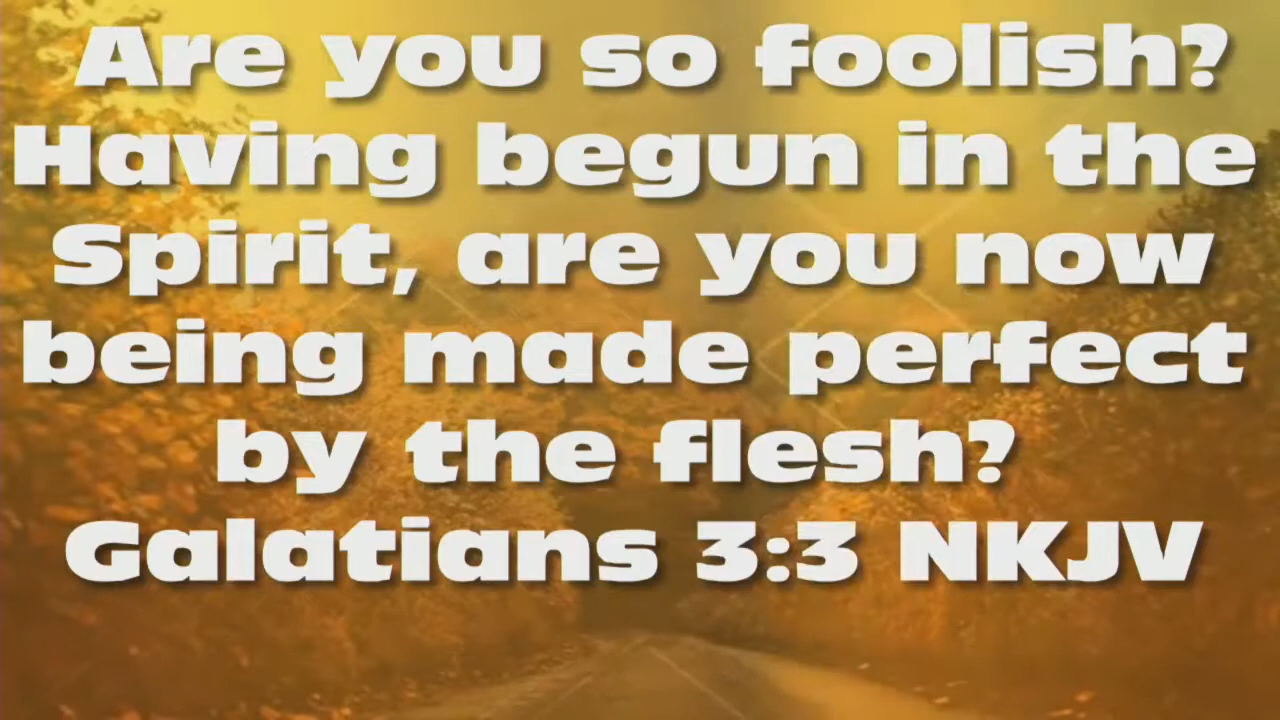 Are you so foolish?
Having begun in the
Spirit, are you now
being made perfect
by the flesh?
Galatians 3:3 NKJV